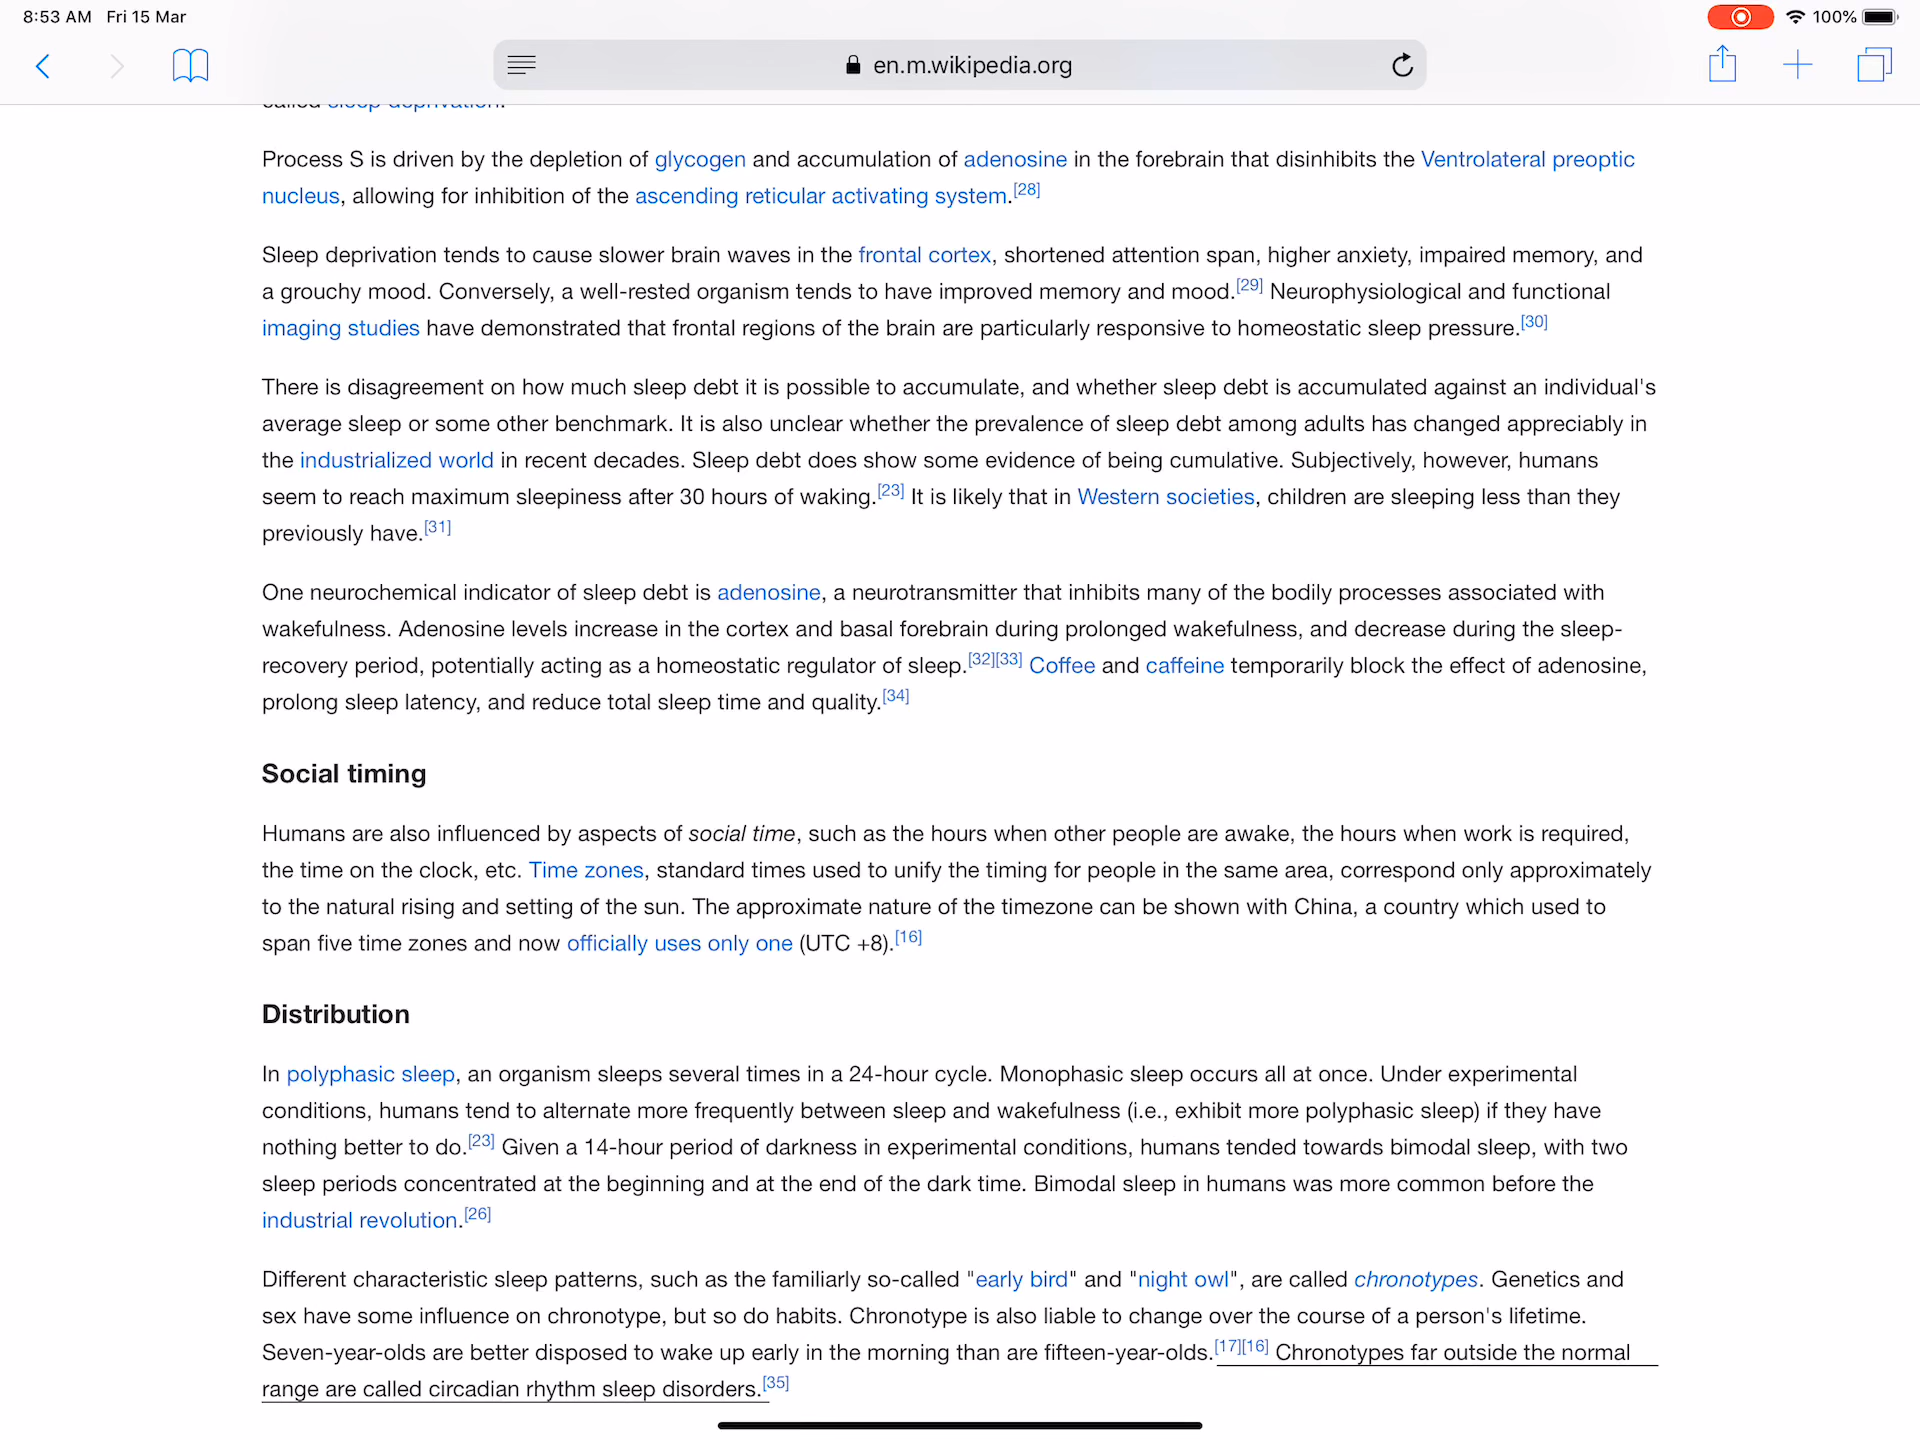 8:53 AM Fri 15 Mar
100%
en.m.wikipedia.org
called sleep deprivation.
Process S is driven by the depletion of glycogen and accumulation of adenosine in the forebrain that disinhibits the Ventrolateral preoptic
nucleus, allowing for inhibition of the ascending reticular activating system.[28]
Sleep deprivation tends to cause slower brain waves in the frontal cortex, shortened attention span, higher anxiety, impaired memory, and
a grouchy mood. Conversely, a well-rested organism tends to have improved memory and mood.[29] Neurophysiological and functional
imaging studies have demonstrated that frontal regions of the brain are particularly responsive to homeostatic sleep pressure.[30]
There is disagreement on how much sleep debt it is possible to accumulate, and whether sleep debt is accumulated against an individual's
average sleep or some other benchmark. It is also unclear whether the prevalence of sleep debt among adults has changed appreciably in
the industrialized world in recent decades. Sleep debt does show some evidence of being cumulative. Subjectively, however, humans
seem to reach maximum sleepiness after 30 hours of waking.[23] It is likely that in Western societies, children are sleeping less than they
previously have.[31]
One neurochemical indicator of sleep debt is adenosine, a neurotransmitter that inhibits many of the bodily processes associated with
wakefulness. Adenosine levels increase in the cortex and basal forebrain during prolonged wakefulness, and decrease during the sleep-
recovery period, potentially acting as a homeostatic regulator of sleep.[32][33] Coffee and caffeine temporarily block the effect of adenosine,
prolong sleep latency, and reduce total sleep time and quality.[34]
Social timing
Humans are also influenced by aspects of social time, such as the hours when other people are awake, the hours when work is required,
the time on the clock, etc. Time zones, standard times used to unify the timing for people in the same area, correspond only approximately
to the natural rising and setting of the sun. The approximate nature of the timezone can be shown with China, a country which used to
span five time zones and now officially uses only one (UTC +8).[16]
Distribution
In polyphasic sleep, an organism sleeps several times in a 24-hour cycle. Monophasic sleep occurs all at once. Under experimental
conditions, humans tend to alternate more frequently between sleep and wakefulness (i.e., exhibit more polyphasic sleep) if they have
nothing better to do.[23] Given a 14-hour period of darkness in experimental conditions, humans tended towards bimodal sleep, with two
sleep periods concentrated at the beginning and at the end of the dark time. Bimodal sleep in humans was more common before the
industrial revolution.[26]
Different characteristic sleep patterns, such as the familiarly so-called "early bird" and "night owl", are called chronotypes. Genetics and
sex have some influence on chronotype, but so do habits. Chronotype is also liable to change over the course of a person's lifetime.
Seven-year-olds are better disposed to wake up early in the morning than are fifteen-year-olds.[17][16] Chronotypes far outside the normal
range are called circadian rhythm sleep disorders.[35]